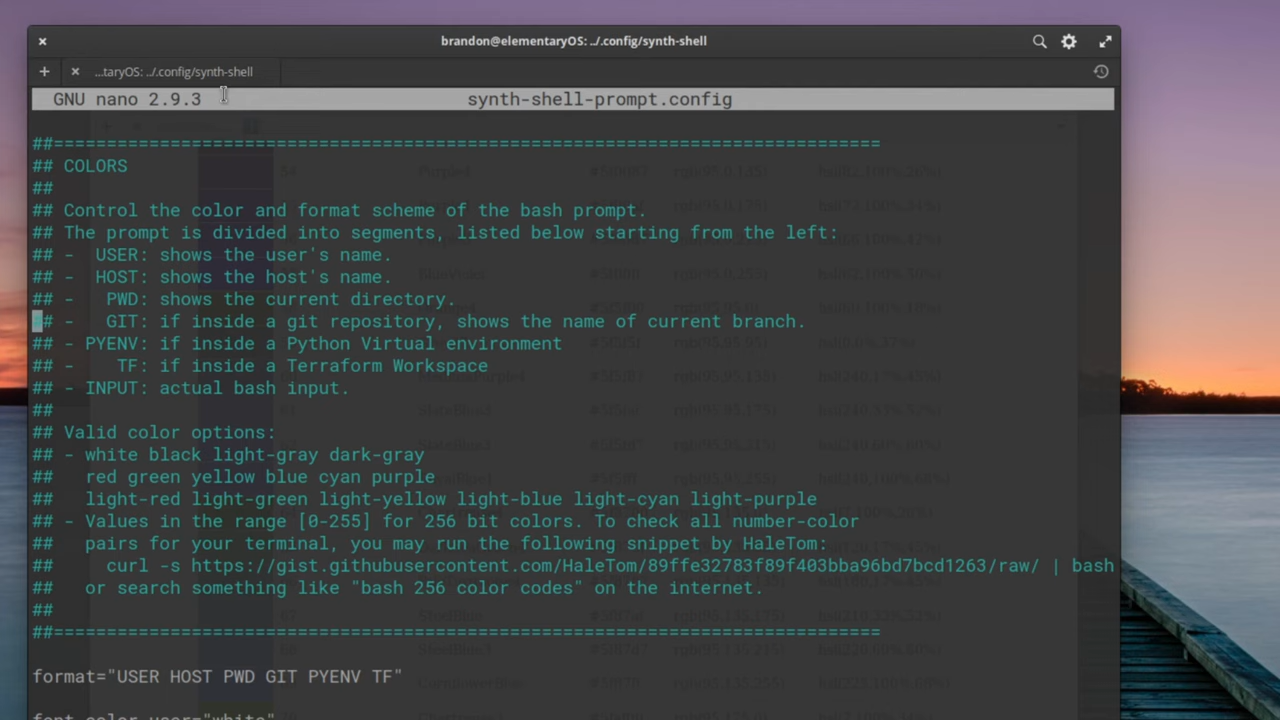 brandon@elementaryOS: ../.config/synth-shell
...taryOS: ../.config/synth-shell
GNU nano 2.9.3 synth-shell-prompt.config
##==============================================================================
## COLORS
##
## Control the color and format scheme of the bash prompt.
## The prompt is divided into segments, listed below starting from the left:
## -  USER: shows the user's name.
## -  HOST: shows the host's name.
## -   PWD: shows the current directory.
## -   GIT: if inside a git repository, shows the name of current branch.
## - PYENV: if inside a Python Virtual environment
## -    TF: if inside a Terraform Workspace
## - INPUT: actual bash input.
##
## Valid color options:
## - white black light-gray dark-gray
##   red green yellow blue cyan purple
##   light-red light-green light-yellow light-blue light-cyan light-purple
## - Values in the range [0-255] for 256 bit colors. To check all number-color
##   pairs for your terminal, you may run the following snippet by HaleTom:
##     curl -s https://gist.githubusercontent.com/HaleTom/89ffe32783f89f403bba96bd7bcd1263/raw/ | bash
##   or search something like "bash 256 color codes" on the internet.
##
##==============================================================================
format="USER HOST PWD GIT PYENV TF"
font_color_user="white"